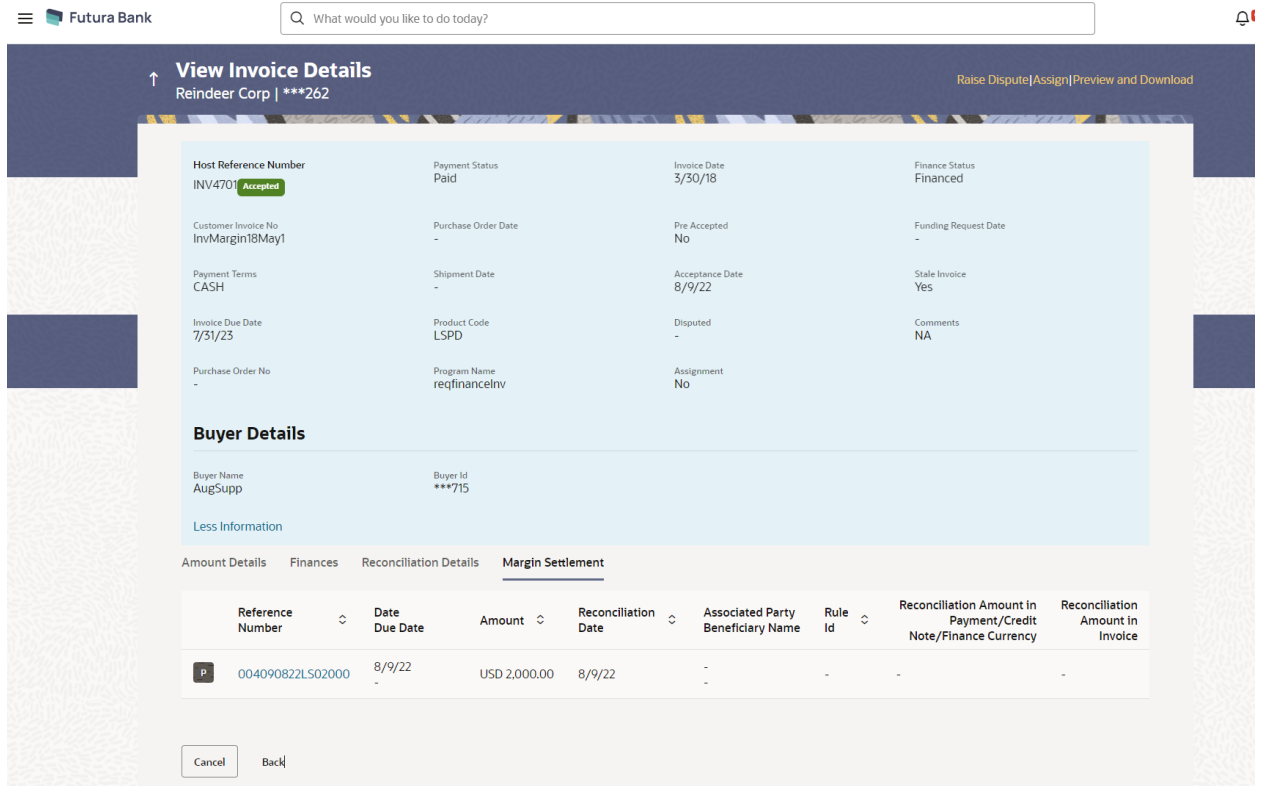 Futura Bank
What would you like to do today?
View Invoice Details
Reindeer Corp | ***262
Raise Dispute|Assign|Preview and Download
Host Reference Number
INV4701 Accepted
Payment Status
Paid
Invoice Date
3/30/18
Finance Status
Financed
Customer Invoice No
InvMargin18May1
Purchase Order Date
-
Pre Accepted
No
Funding Request Date
-
Payment Terms
CASH
Shipment Date
-
Acceptance Date
8/9/22
Stale Invoice
Yes
Invoice Due Date
7/31/23
Product Code
LSPD
Disputed
-
Comments
NA
Purchase Order No
-
Program Name
reqfinanceInv
Assignment
No
Buyer Details
Buyer Name
AugSupp
Buyer Id
***715
Less Information
Amount Details Finances Reconciliation Details Margin Settlement
Reference
Number
Date
Due Date
Amount
Reconciliation
Date
Associated Party
Beneficiary Name
Rule
Id
Reconciliation Amount in
Payment/Credit
Note/Finance Currency
Reconciliation
Amount in
Invoice
P
004090822LS02000
8/9/22
-
USD 2,000.00
8/9/22
-
-
-
-
-
Cancel
Back